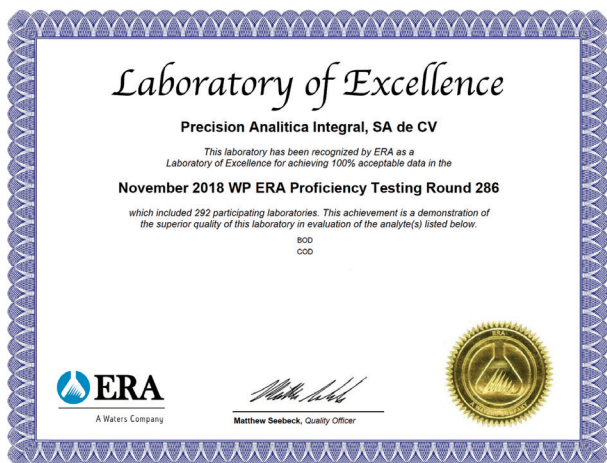 Laboratory of Excellence
Precision Analitica Integral, SA de CV
This laboratory has been recognized by ERA as a
Laboratory of Excellence for achieving 100% acceptable data in the
November 2018 WP ERA Proficiency Testing Round 286
which included 292 participating laboratories. This achievement is a demonstration of
the superior quality of this laboratory in evaluation of the analyte(s) listed below.
BOD
COD
ERA
ERA
A Waters Company
Matthew Seebeck, Quality Officer